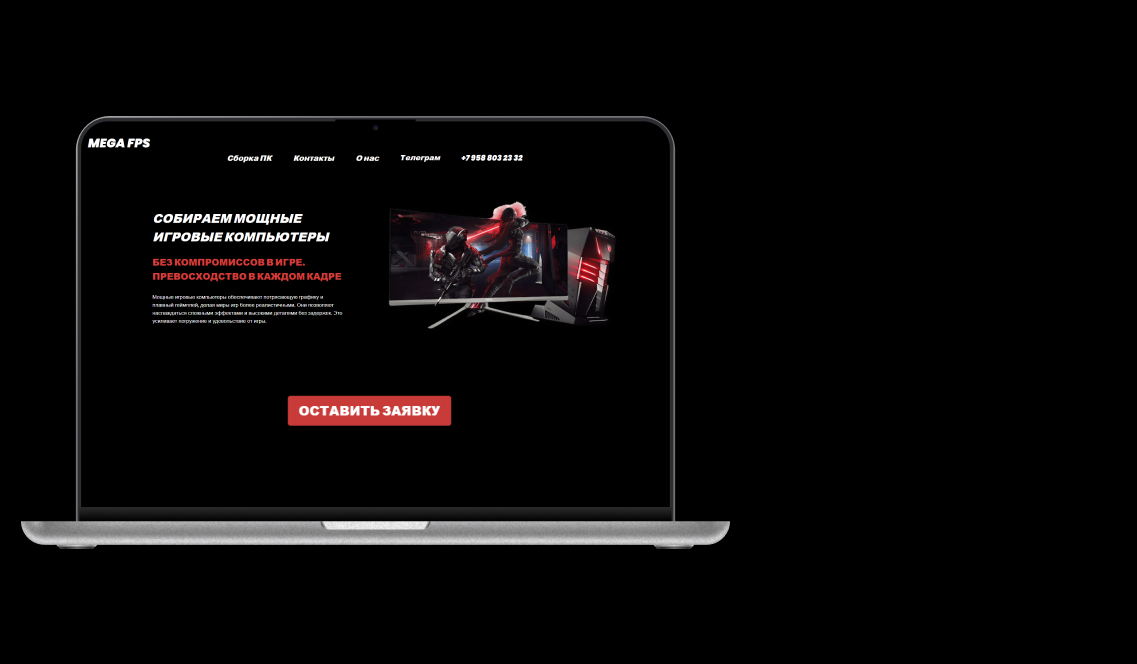 MEGA FPS
Сборка ПК Контакты О нас Телеграм +7 958 803 23 32
СОБИРАЕМ МОЩНЫЕ
ИГРОВЫЕ КОМПЬЮТЕРЫ
БЕЗ КОМПРОМИССОВ В ИГРЕ.
ПРЕВОСХОДСТВО В КАЖДОМ КАДРЕ
Мощные игровые компьютеры обеспечивают потрясающую графику и
плавный геймплей, делая миры игр более реалистичными. Они позволяют
наслаждаться сложными эффектами и высокими деталями без задержек. Это
усиливает погружение и удовольствие от игры.
ОСТАВИТЬ ЗАЯВКУ